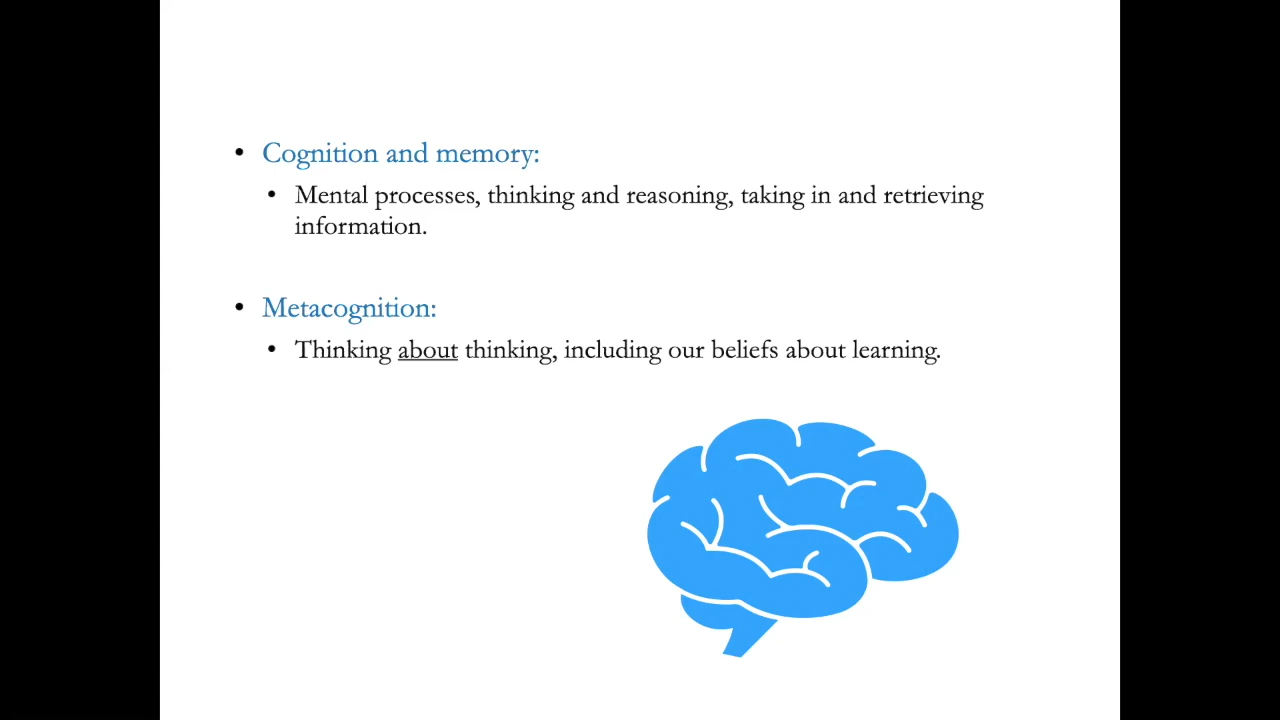 • Cognition and memory:
• Mental processes, thinking and reasoning, taking in and retrieving
information.
• Metacognition:
• Thinking about thinking, including our beliefs about learning.